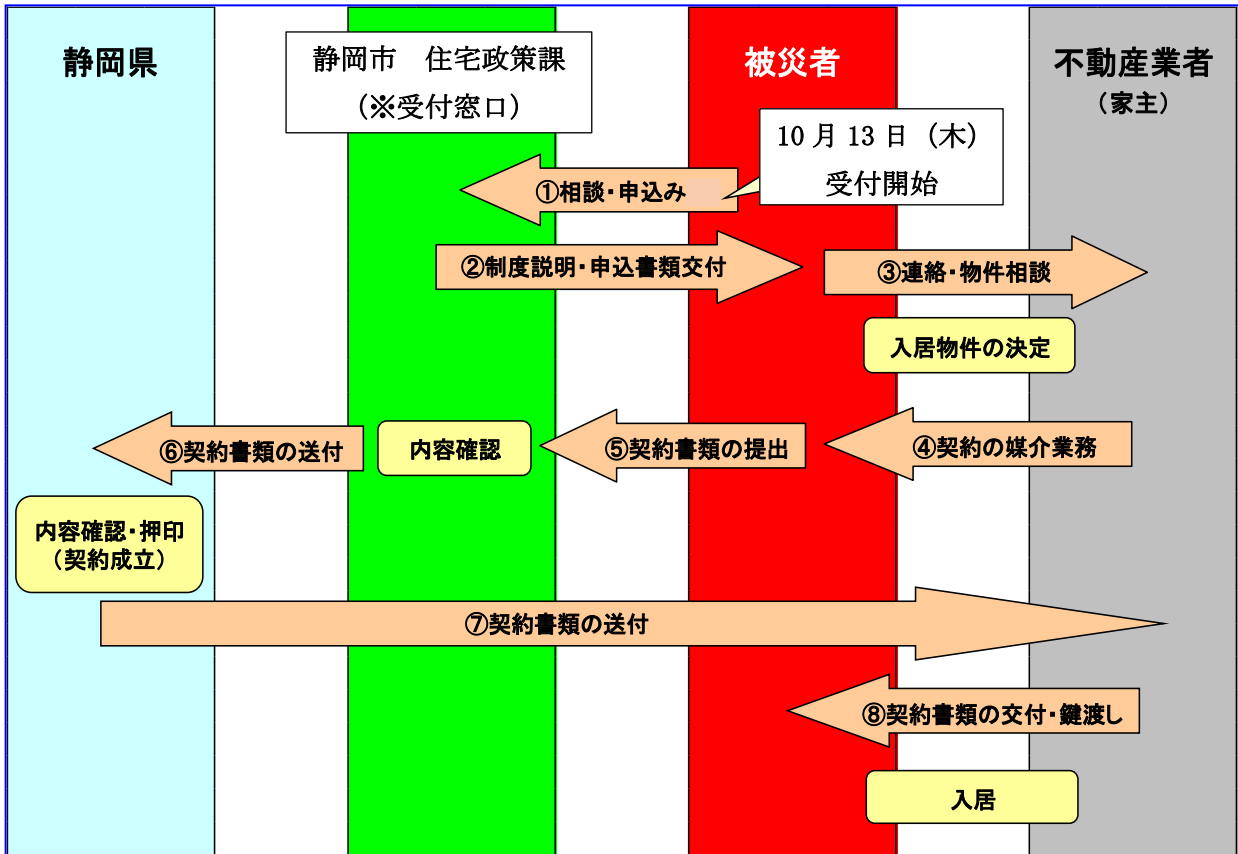 静岡県
静岡市 住宅政策課
（※受付窓口）
被災者
不動産業者
（家主）
10月13日（木）
受付開始
①相談・申込み
②制度説明・申込書類交付
③連絡・物件相談
入居物件の決定
④契約の媒介業務
⑤契約書類の提出
内容確認
⑥契約書類の送付
内容確認・押印
（契約成立）
⑦契約書類の送付
⑧契約書類の交付・鍵渡し
入居